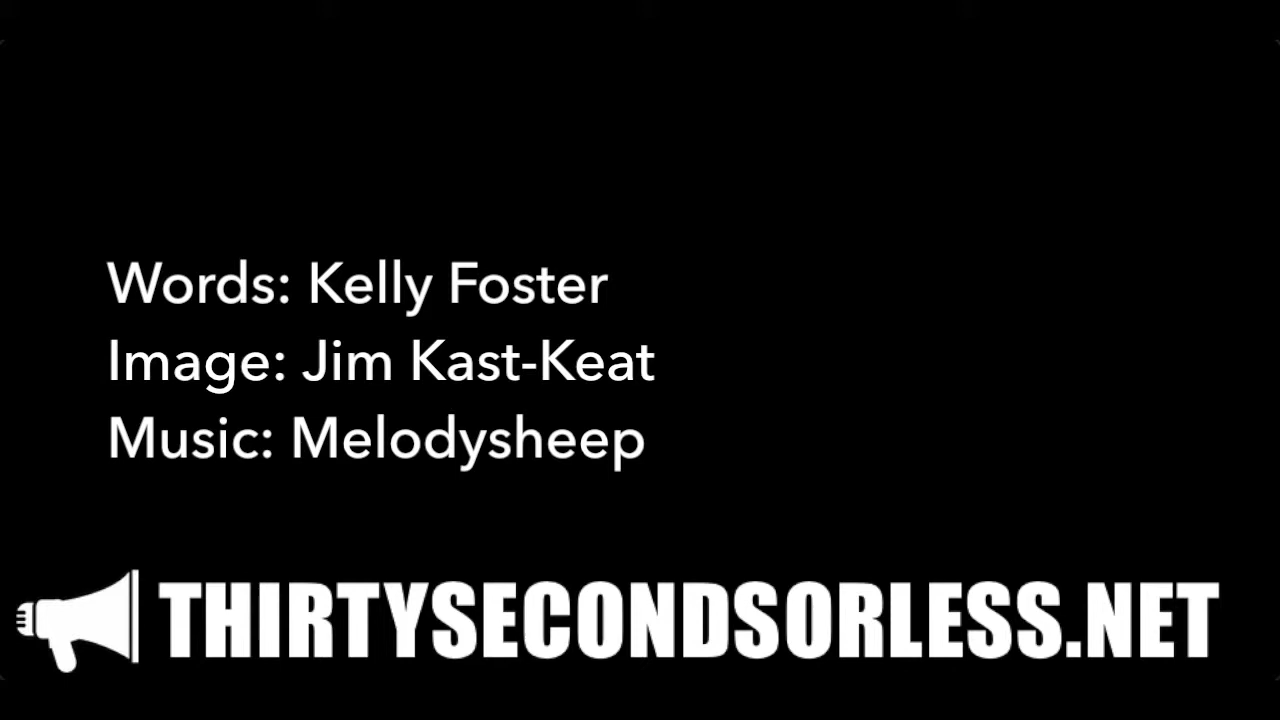 Words: Kelly Foster
Image: Jim Kast-Keat
Music: Melodysheep
THIRTYSECONDSORLESS.NET